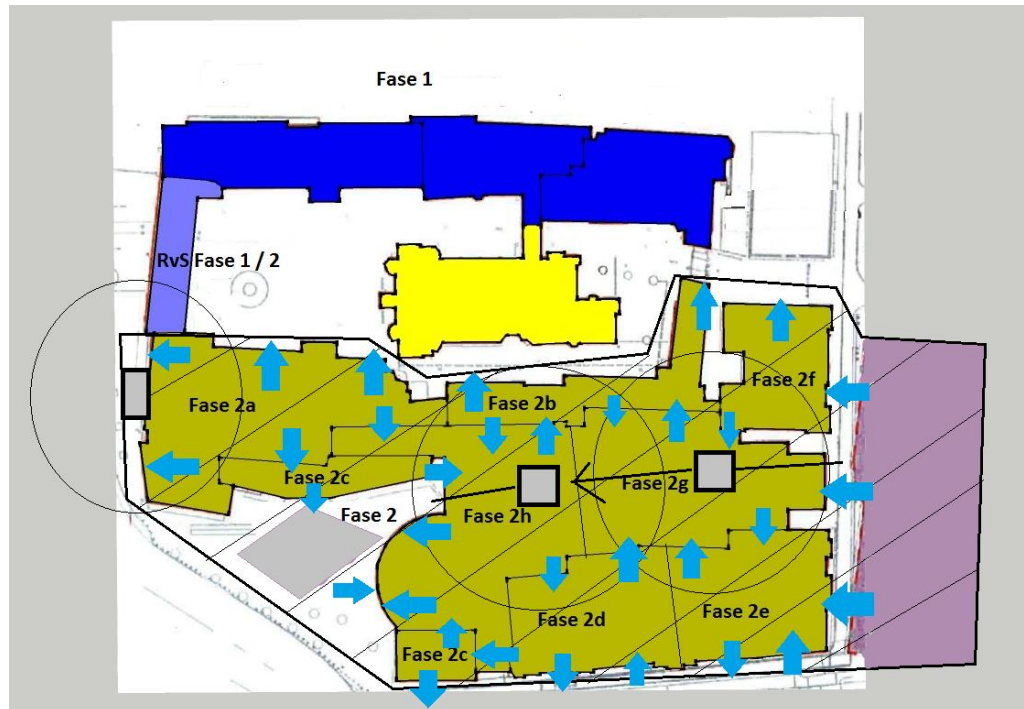 Fase 1
RvS Fase 1 / 2
Fase 2f
Fase 2a
Fase 2b
Fase 2c
Fase 2g
Fase 2
Fase 2h
Fase 2d
Fase 2e
Fase 2c